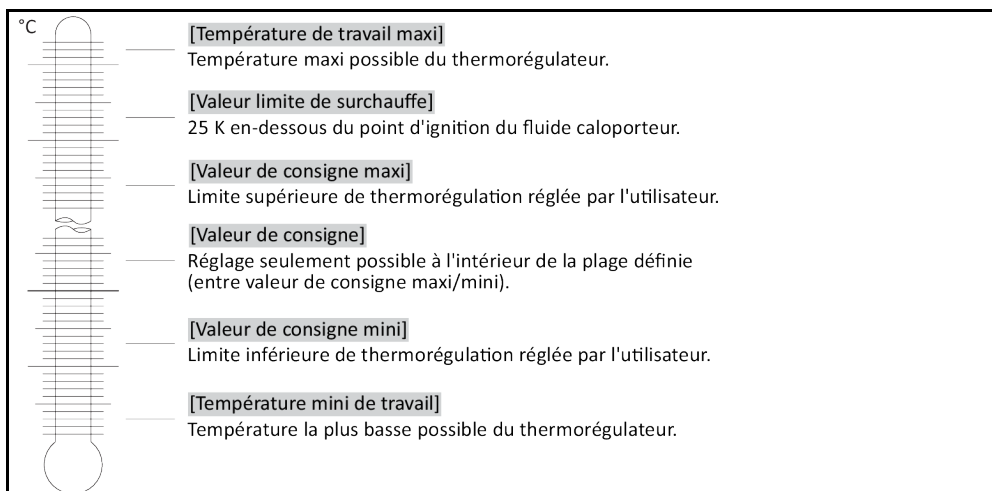 °C
[Température de travail maxi]
Température maxi possible du thermorégulateur.
[Valeur limite de surchauffe]
25 K en-dessous du point d'ignition du fluide caloporteur.
[Valeur de consigne maxi]
Limite supérieure de thermorégulation réglée par l'utilisateur.
[Valeur de consigne]
Réglage seulement possible à l'intérieur de la plage définie
(entre valeur de consigne maxi/mini).
[Valeur de consigne mini]
Limite inférieure de thermorégulation réglée par l'utilisateur.
[Température mini de travail]
Température la plus basse possible du thermorégulateur.